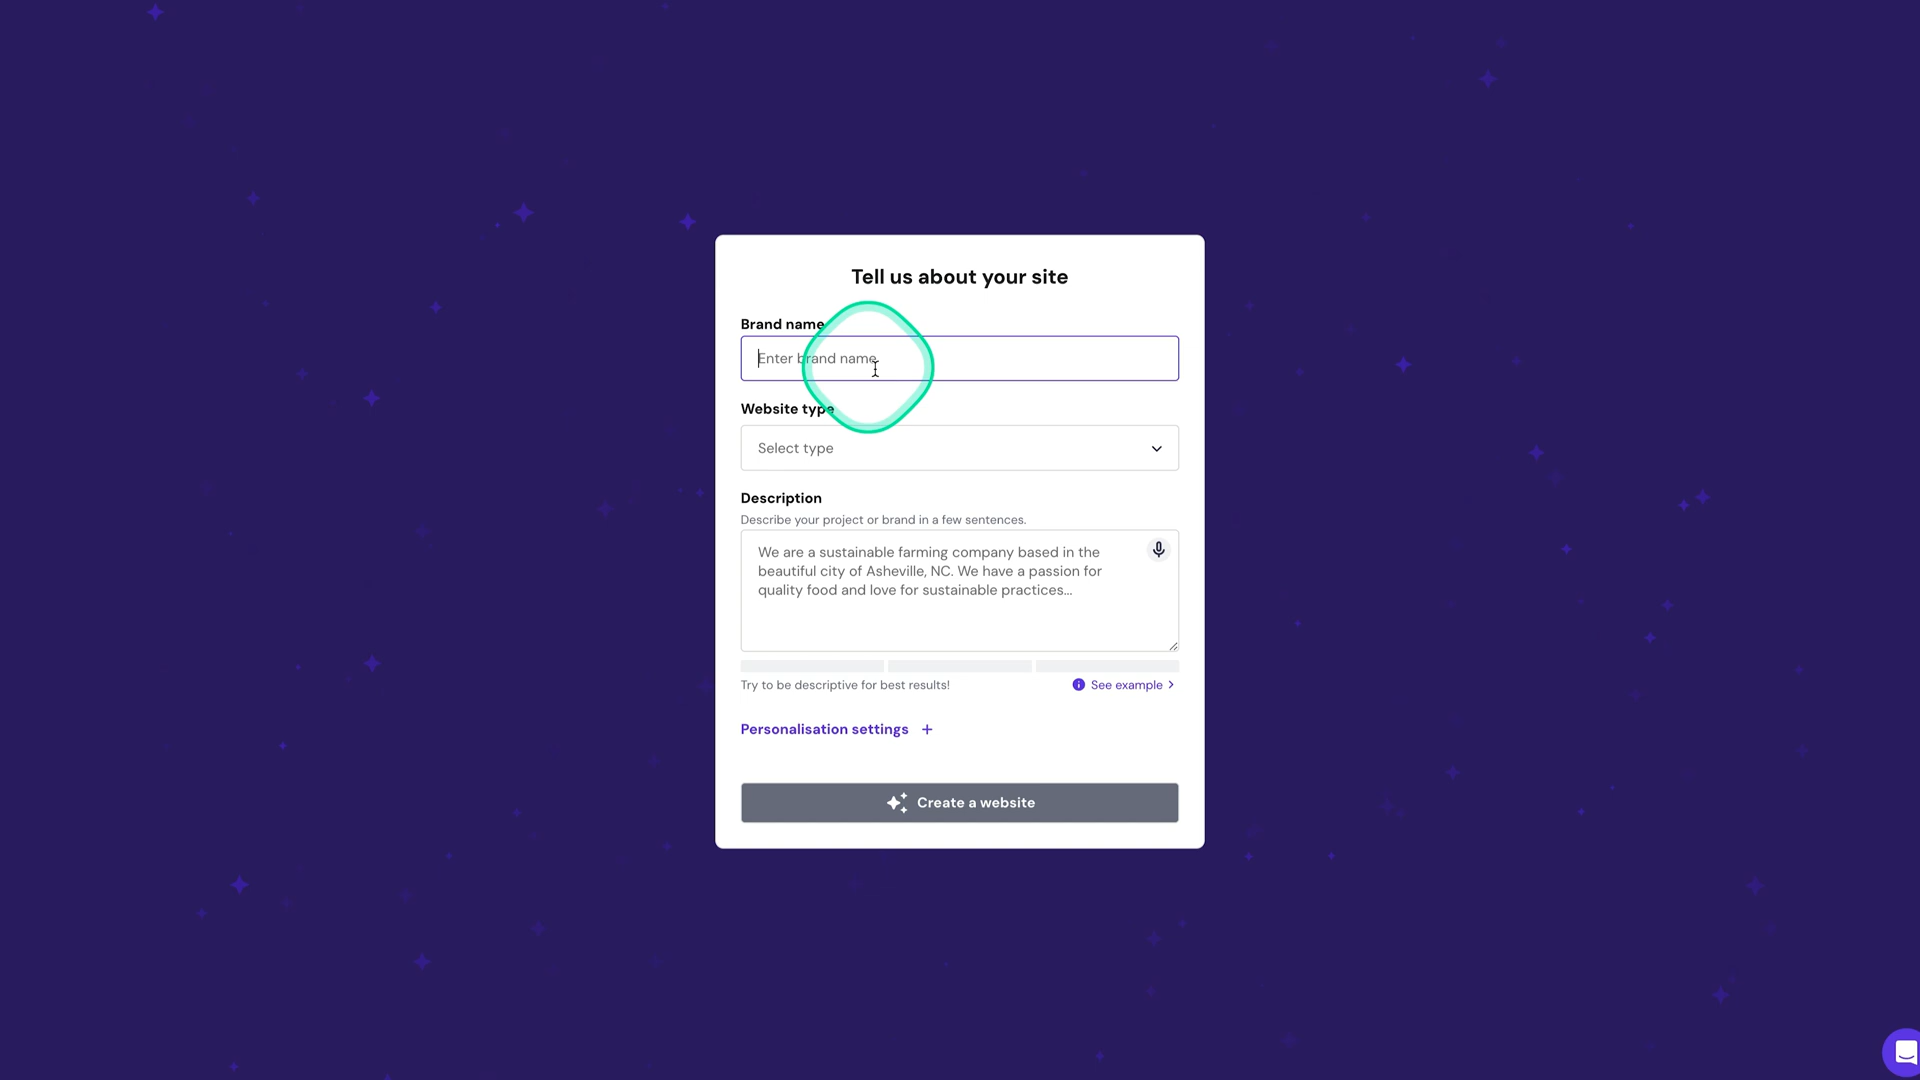 Tell us about your site
Brand name
Enter brand name
Website type
Select type
Description
Describe your project or brand in a few sentences.
We are a sustainable farming company based in the
beautiful city of Asheville, NC. We have a passion for
quality food and love for sustainable practices...
Try to be descriptive for best results!
See example
Personalisation settings +
Create a website